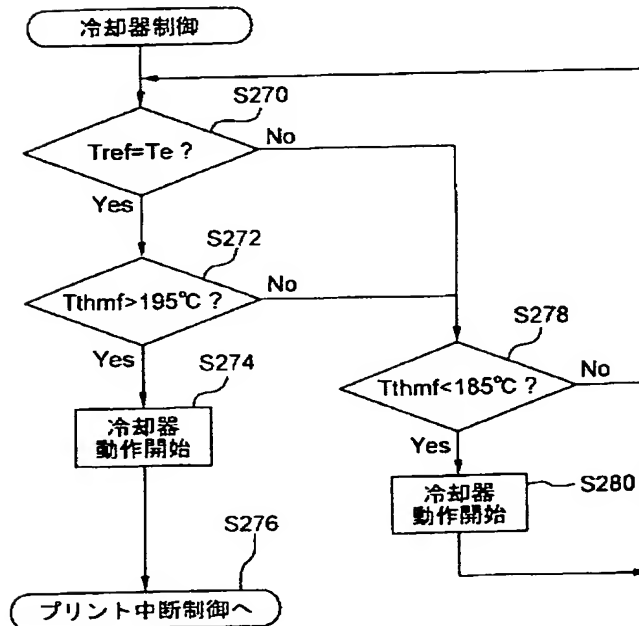 冷却器制御
S270
Tref=Te ?
No
Yes
S272
Tthmf>195℃ ?
No
Yes
S278
Tthmf<185℃ ?
No
Yes
S274
冷却器
動作開始
S280
冷却器
動作開始
S276
プリント中断制御へ